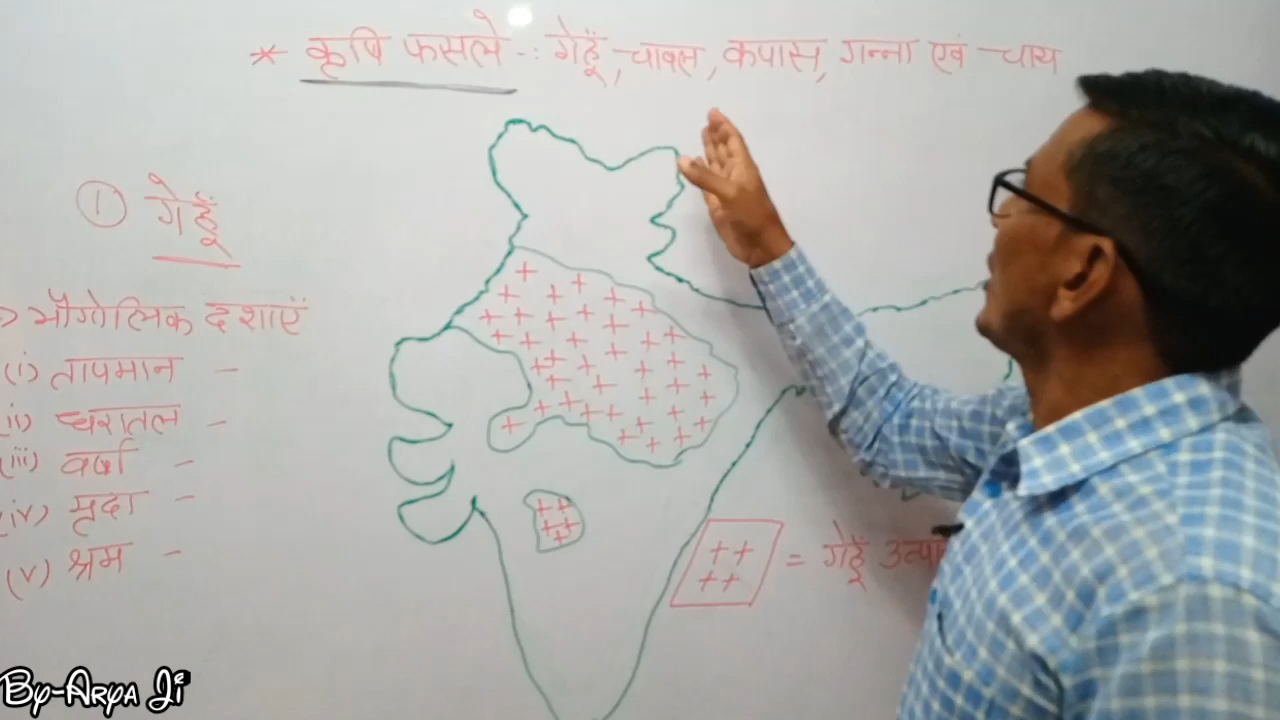 * कृषि फसले -: गेहूँ, चावल, कपास, गन्ना एवं चाय
① गेहूँ
भौगोलिक दशाएँ
(i) तापमान -
(ii) धरातल -
(iii) वर्षा -
(iv) मृदा -
(v) श्रम -
= गेहूँ
By-Arya Ji